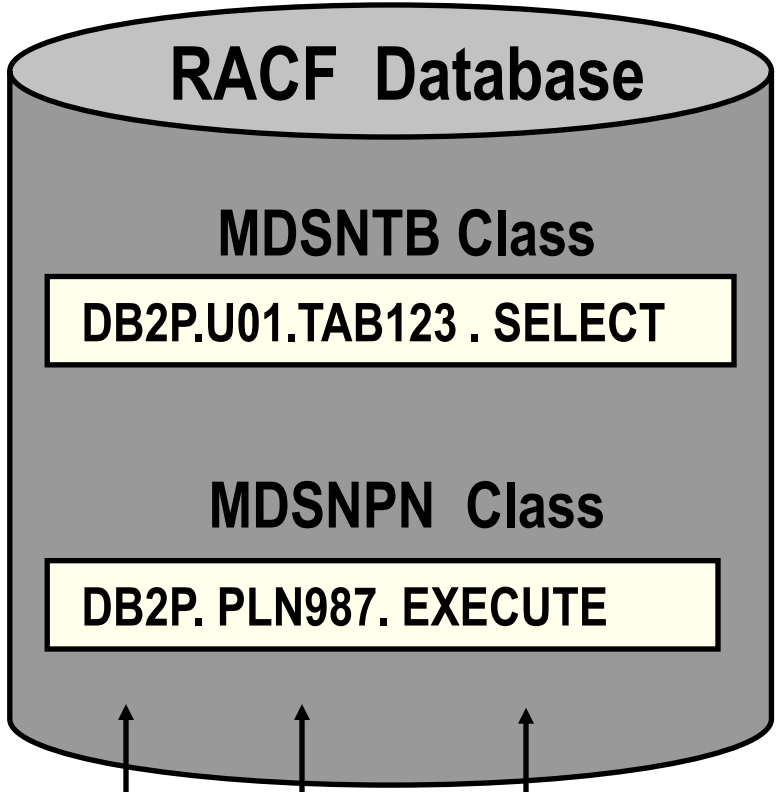 RACF Database
MDSNTB Class
DB2P.U01.TAB123 . SELECT
MDSNPN Class
DB2P. PLN987. EXECUTE